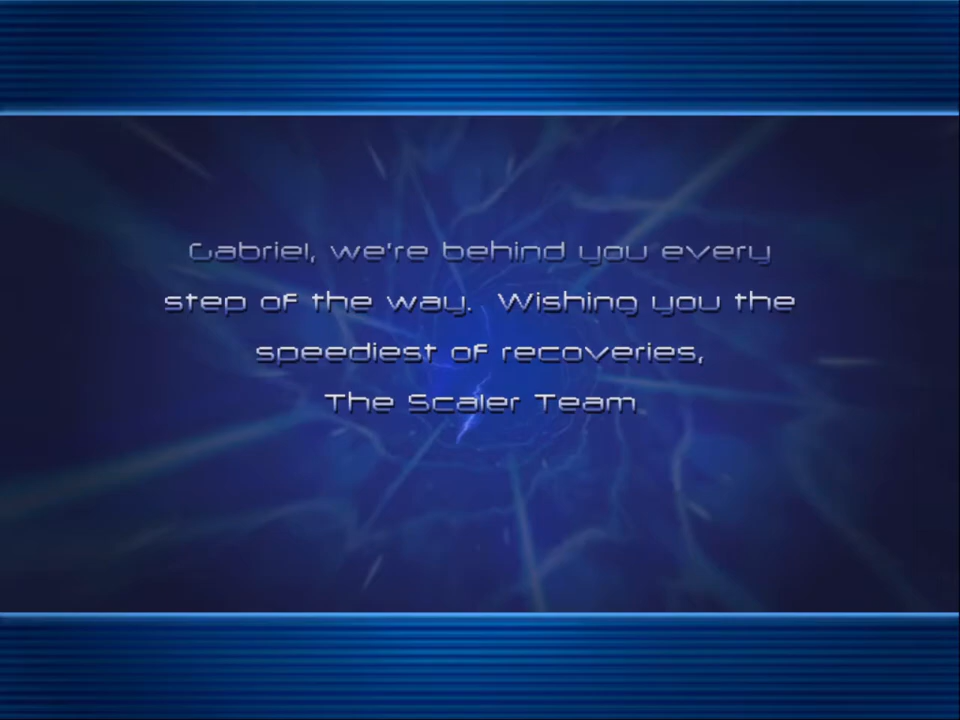 Gabriel, we're behind you every
step of the way.  Wishing you the
speediest of recoveries,
The Scaler Team